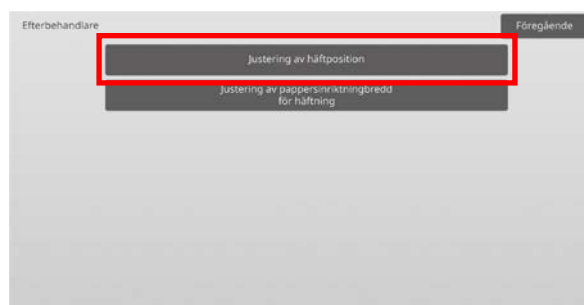 Efterbehandlare
Föregående
Justering av häftposition
Justering av pappersinriktningbredd
för häftning